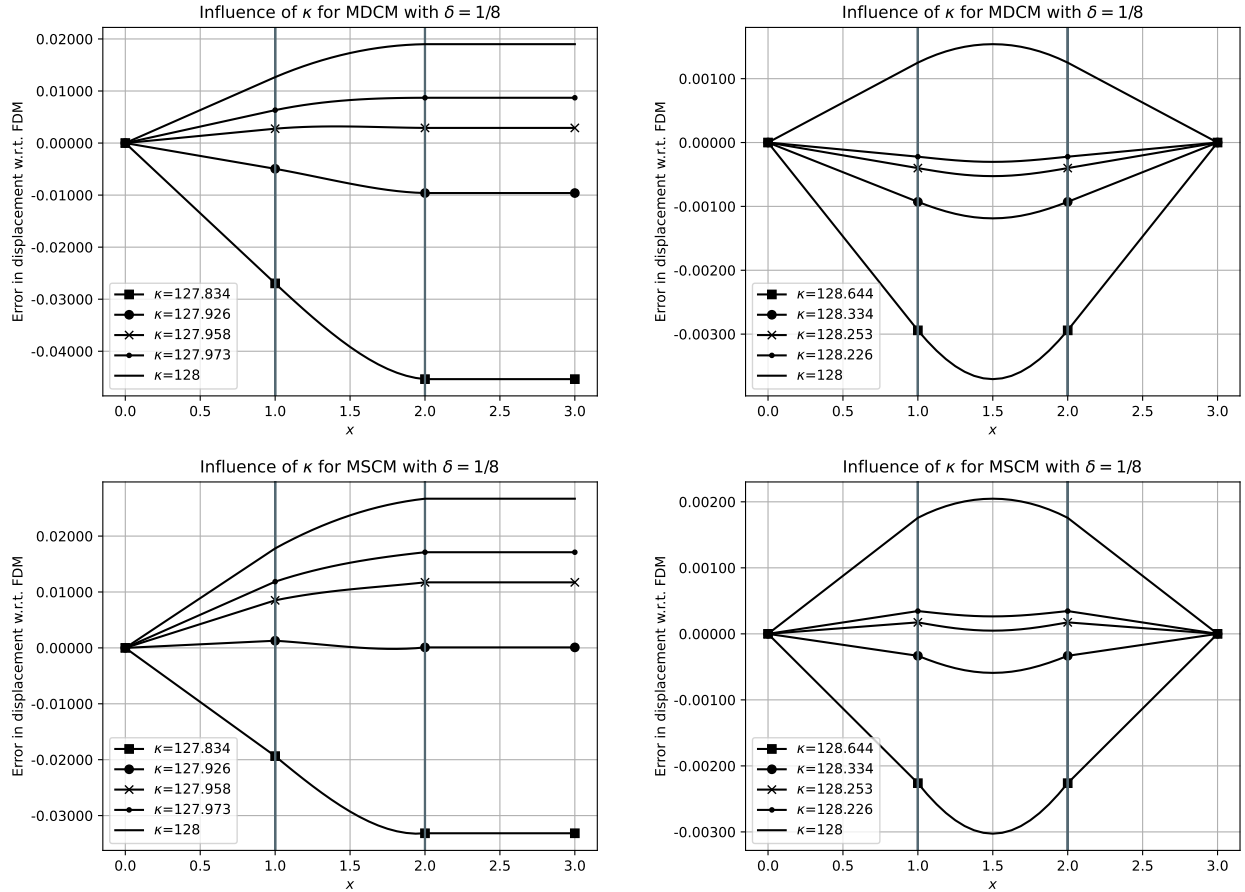 Influence of κ for MDCM with δ = 1/8
Error in displacement w.r.t. FDM
0.02000
0.01000
0.00000
-0.01000
-0.02000
-0.03000
-0.04000
κ=127.834
κ=127.926
κ=127.958
κ=127.973
κ=128
0.0 0.5 1.0 1.5 2.0 2.5 3.0
x
Influence of κ for MDCM with δ = 1/8
Error in displacement w.r.t. FDM
0.00100
0.00000
-0.00100
-0.00200
-0.00300
κ=128.644
κ=128.334
κ=128.253
κ=128.226
κ=128
0.0 0.5 1.0 1.5 2.0 2.5 3.0
x
Influence of κ for MSCM with δ = 1/8
Error in displacement w.r.t. FDM
0.02000
0.01000
0.00000
-0.01000
-0.02000
-0.03000
κ=127.834
κ=127.926
κ=127.958
κ=127.973
κ=128
0.0 0.5 1.0 1.5 2.0 2.5 3.0
x
Influence of κ for MSCM with δ = 1/8
Error in displacement w.r.t. FDM
0.00200
0.00100
0.00000
-0.00100
-0.00200
-0.00300
κ=128.644
κ=128.334
κ=128.253
κ=128.226
κ=128
0.0 0.5 1.0 1.5 2.0 2.5 3.0
x